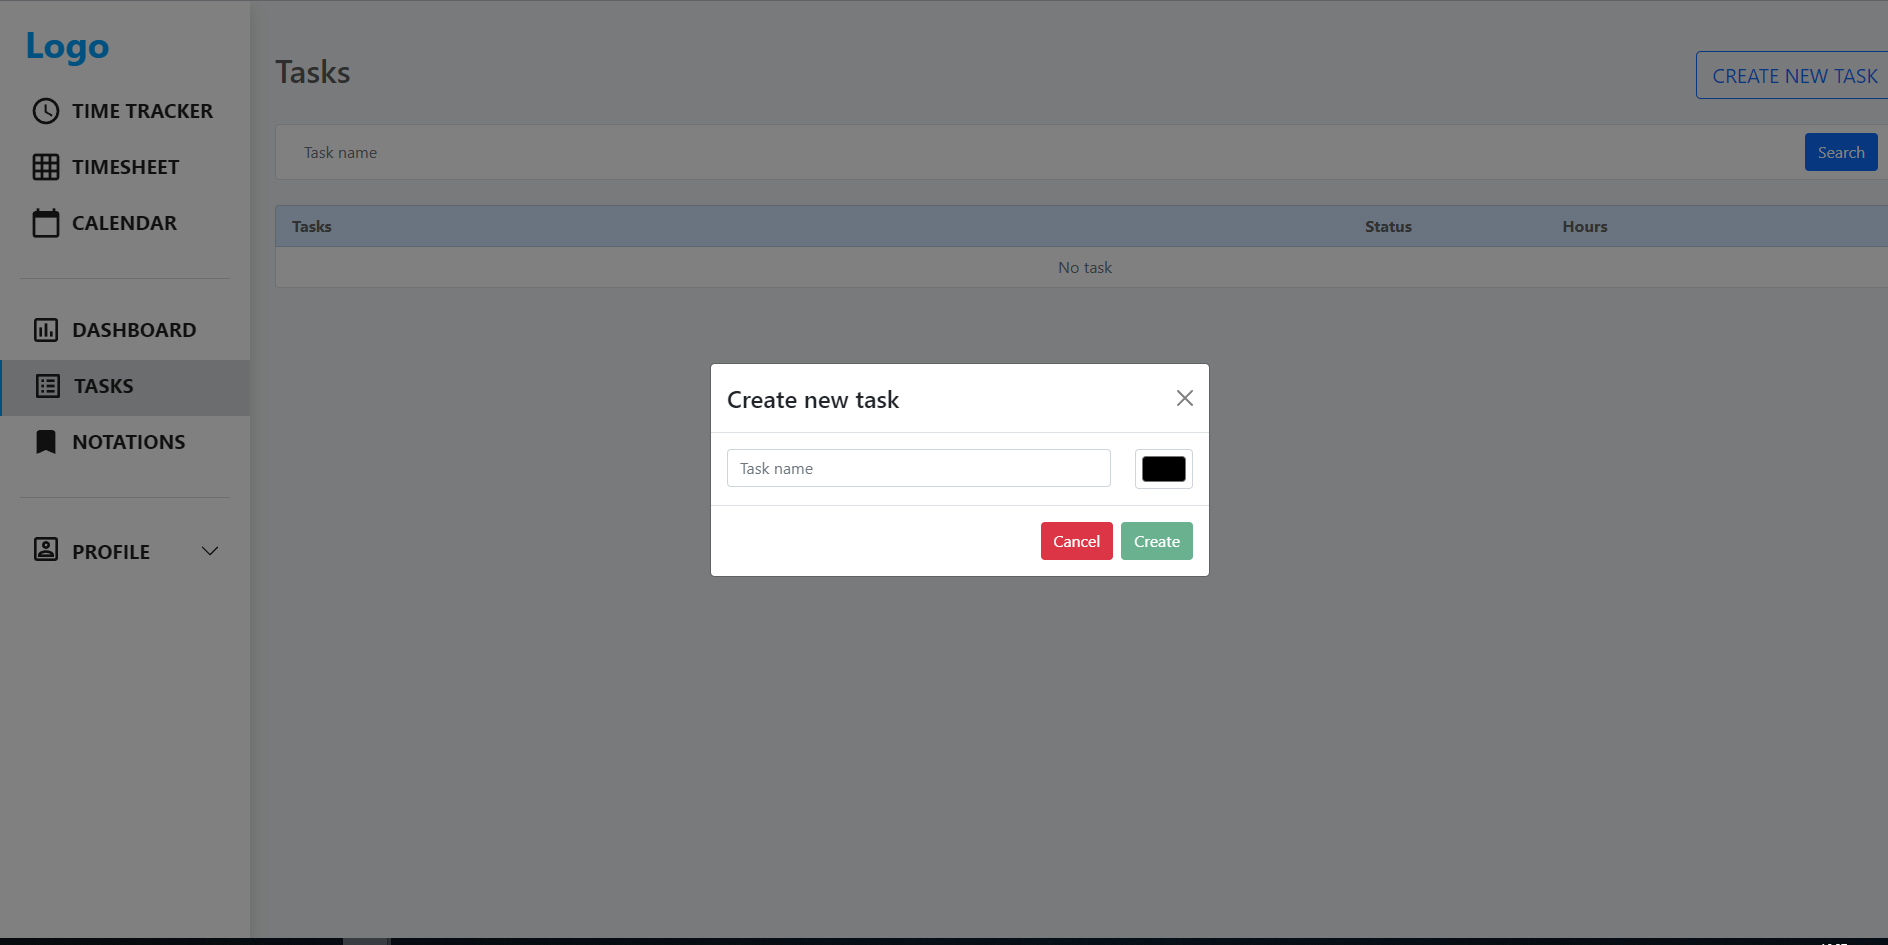 Logo
TIME TRACKER
TIMESHEET
CALENDAR
DASHBOARD
TASKS
NOTATIONS
PROFILE
Tasks
CREATE NEW TASK
Task name
Search
Tasks Status Hours
No task
Create new task
Task name
Cancel Create